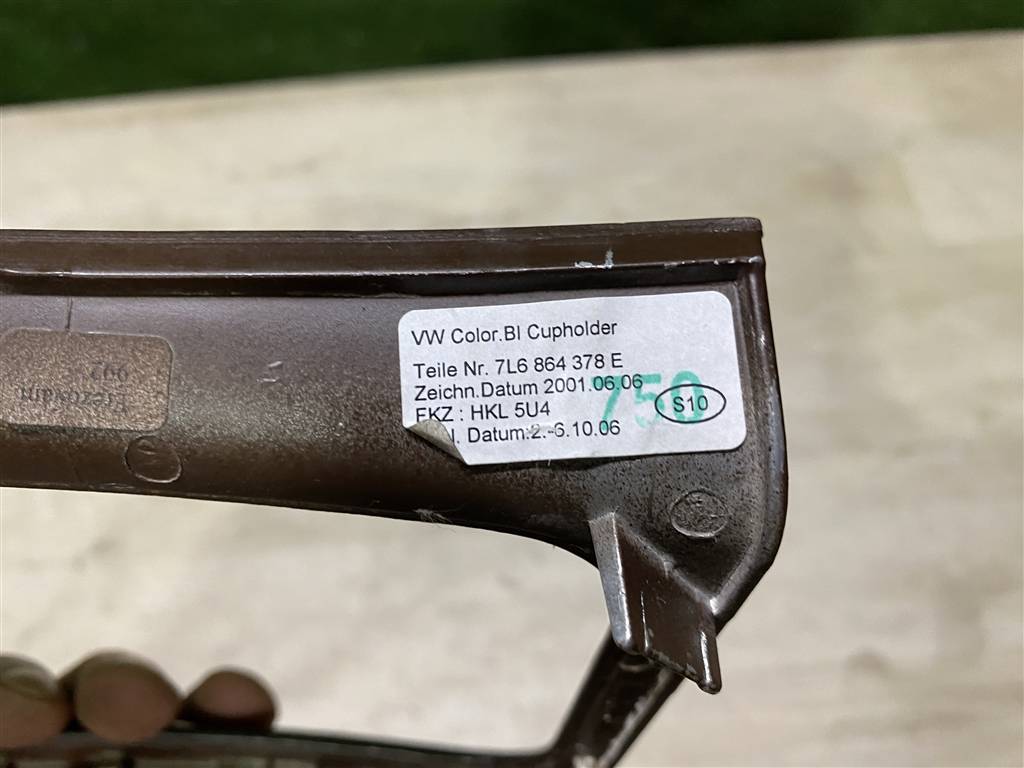 VW Color.Bl Cupholder
Teile Nr. 7L6 864 378 E
Zeichn.Datum 2001.06.06
FKZ : HKL 5U4
Datum:2.-6.10.06
750
S10